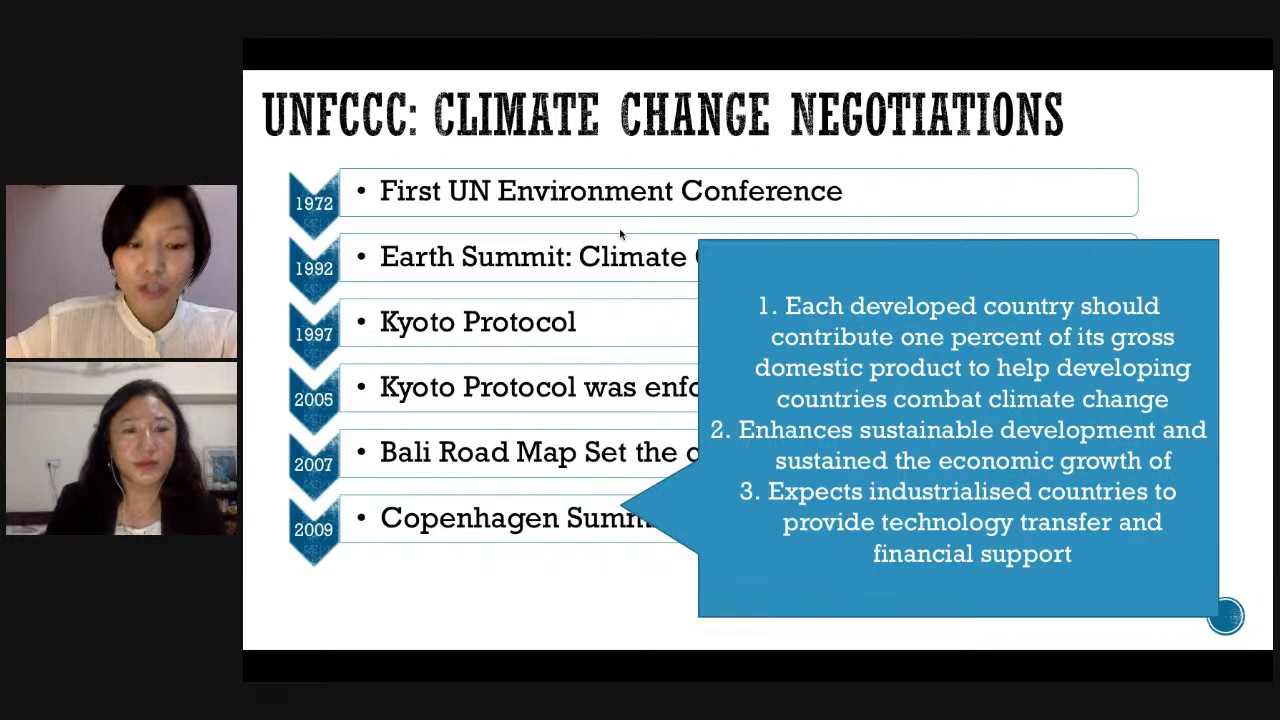 UNFCCC: CLIMATE CHANGE NEGOTIATIONS
1972
• First UN Environment Conference
1992
• Earth Summit: Climate
1997
• Kyoto Protocol
2005
• Kyoto Protocol was
2007
• Bali Road Map Set the
2009
• Copenhagen
1. Each developed country should
contribute one percent of its gross
domestic product to help developing
countries combat climate change
2. Enhances sustainable development and
sustained the economic growth of
3. Expects industrialised countries to
provide technology transfer and
financial support